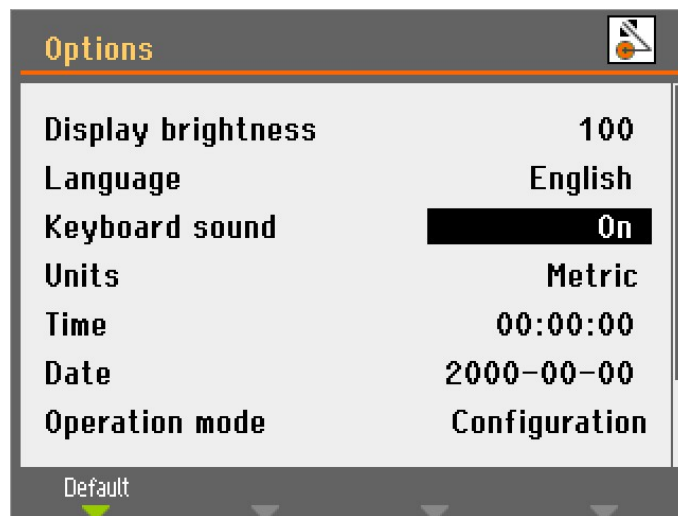 Options
Display brightness 100
Language English
Keyboard sound On
Units Metric
Time 00:00:00
Date 2000-00-00
Operation mode Configuration
Default